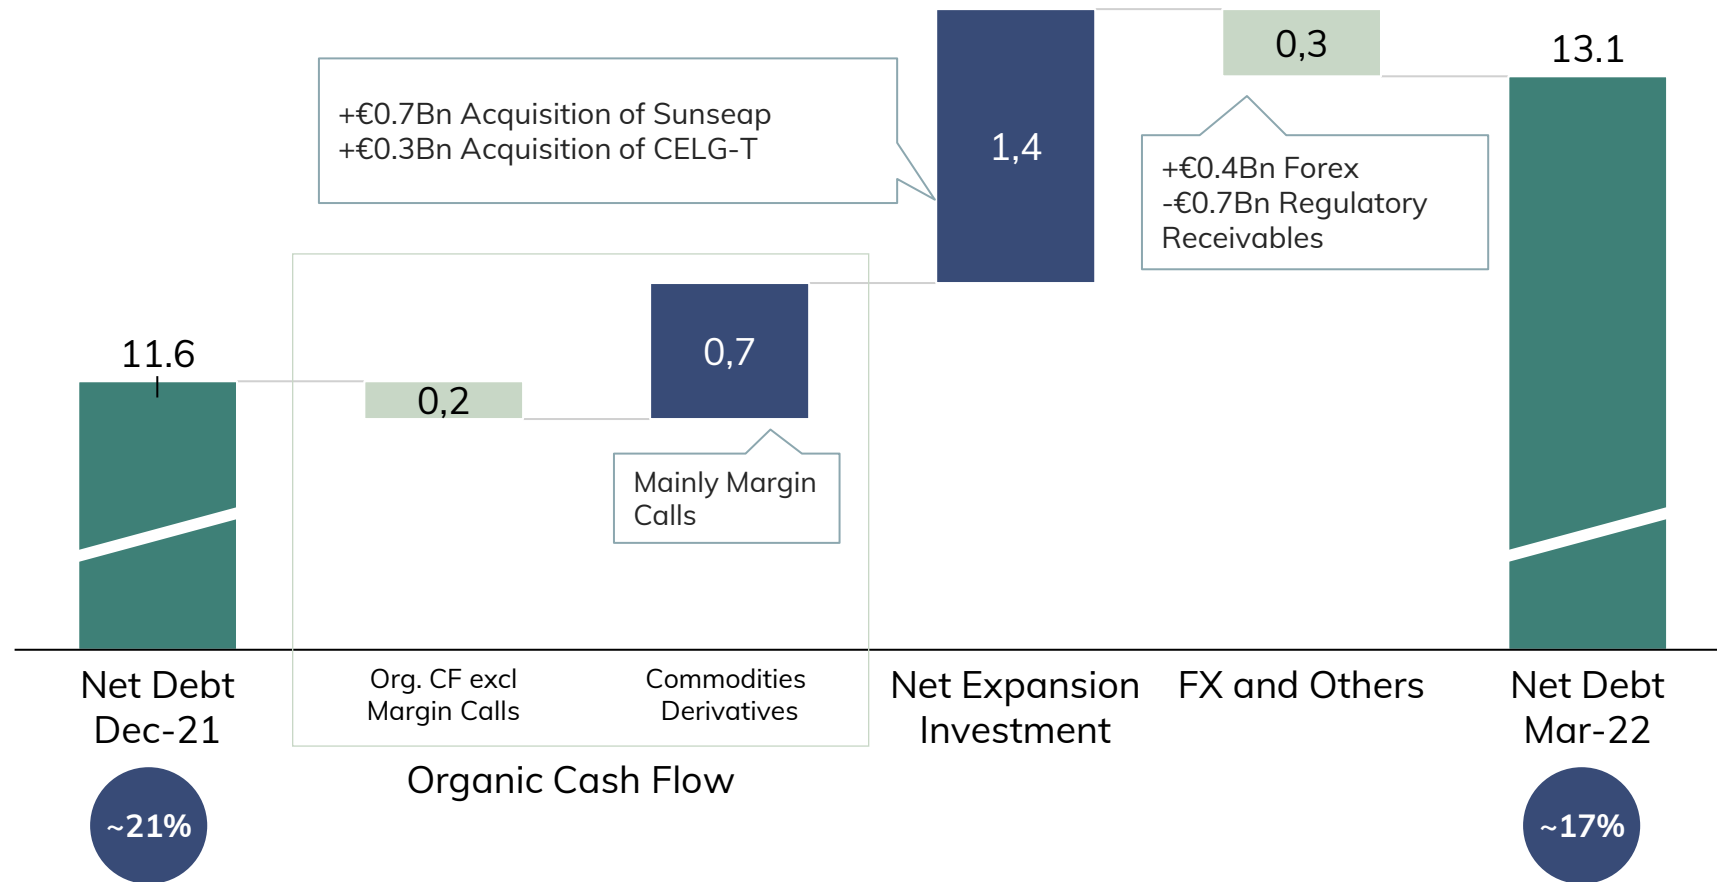 0,3
13.1
+€0.7Bn Acquisition of Sunseap
+€0.3Bn Acquisition of CELG-T
1,4
+€0.4Bn Forex
-€0.7Bn Regulatory
Receivables
11.6
0,2
0,7
Mainly Margin
Calls
Net Debt
Dec-21
Org. CF excl
Margin Calls
Commodities
Derivatives
Net Expansion
Investment
FX and Others
Net Debt
Mar-22
Organic Cash Flow
~21%
~17%